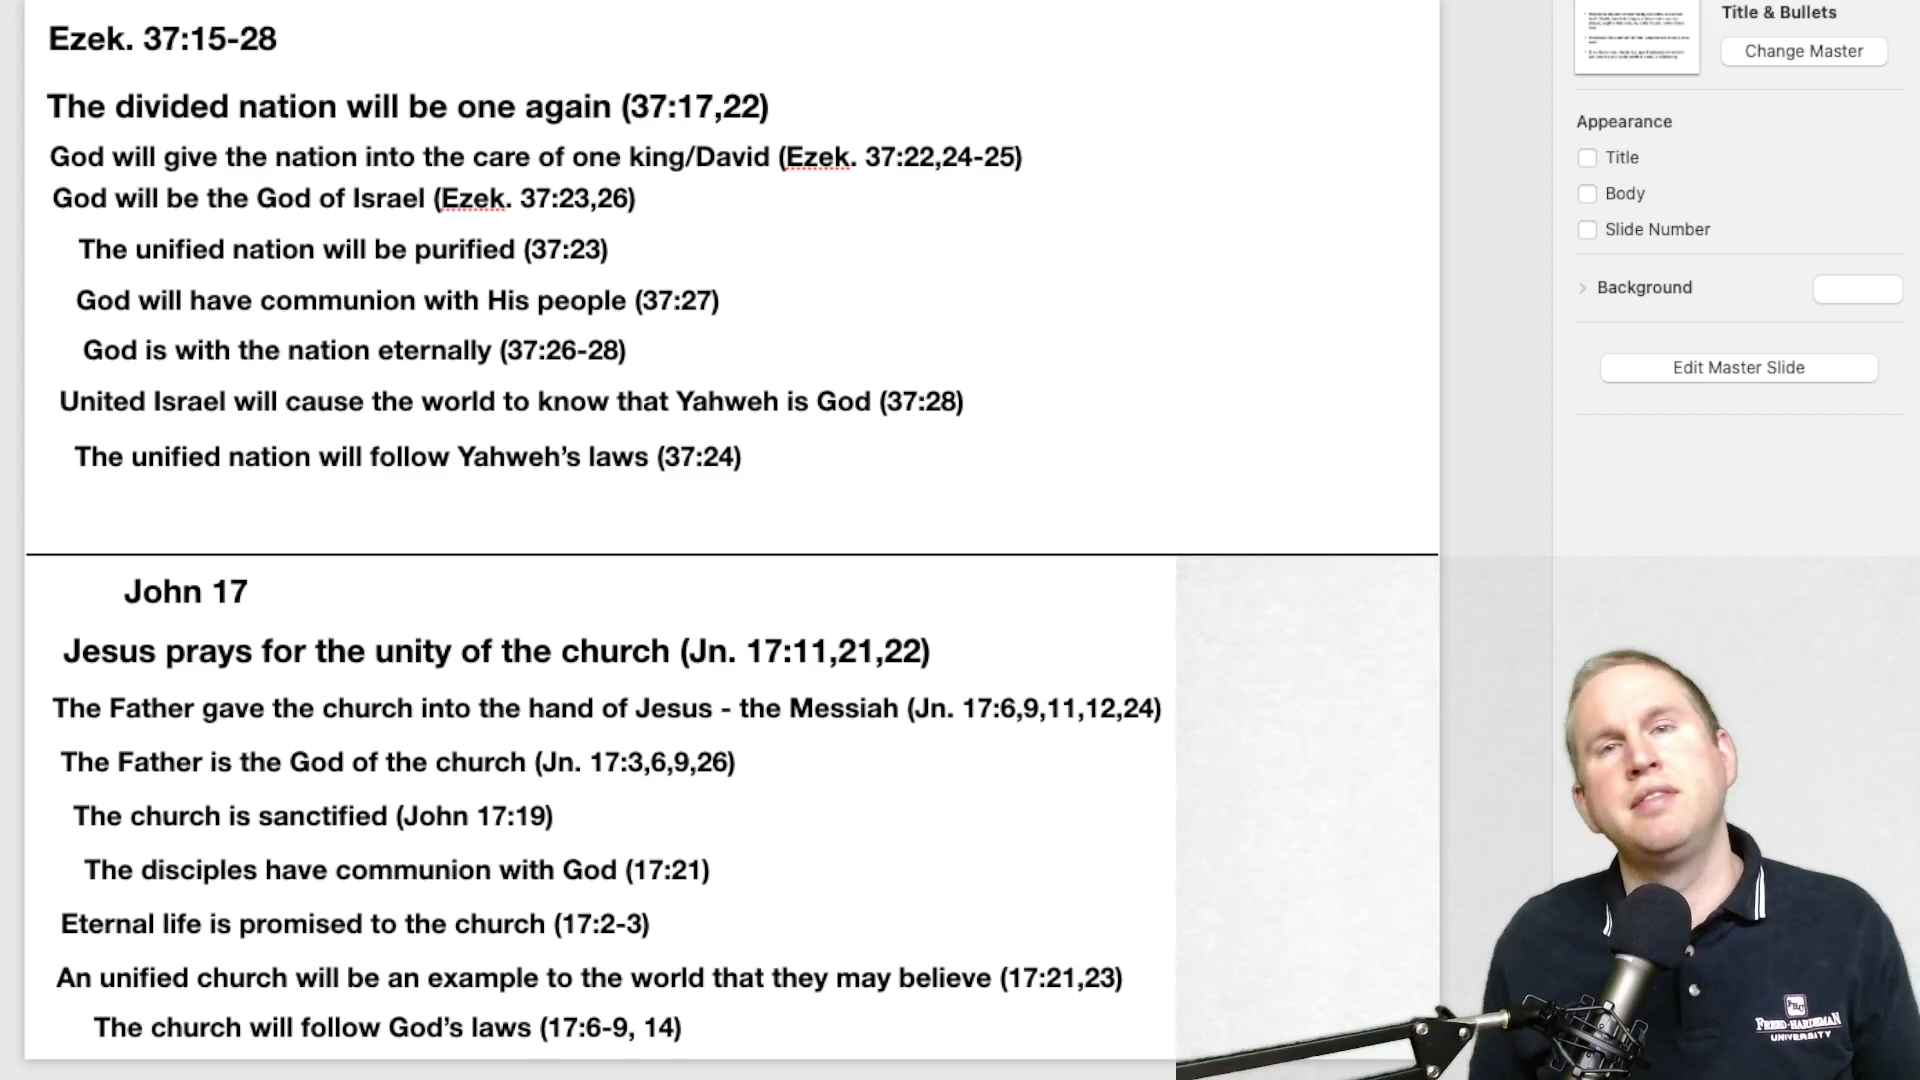 Ezek. 37:15-28
The divided nation will be one again (37:17,22)
God will give the nation into the care of one king/David (Ezek. 37:22,24-25)
God will be the God of Israel (Ezek. 37:23,26)
The unified nation will be purified (37:23)
God will have communion with His people (37:27)
God is with the nation eternally (37:26-28)
United Israel will cause the world to know that Yahweh is God (37:28)
The unified nation will follow Yahweh’s laws (37:24)
John 17
Jesus prays for the unity of the church (Jn. 17:11,21,22)
The Father gave the church into the hand of Jesus - the Messiah (Jn. 17:6,9,11,12,24)
The Father is the God of the church (Jn. 17:3,6,9,26)
The church is sanctified (John 17:19)
The disciples have communion with God (17:21)
Eternal life is promised to the church (17:2-3)
An unified church will be an example to the world that they may believe (17:21,23)
The church will follow God’s laws (17:6-9, 14)
Title & Bullets
Change Master
Appearance
Title
Body
Slide Number
Background
Edit Master Slide
FREED-HARDEMAN
UNIVERSITY